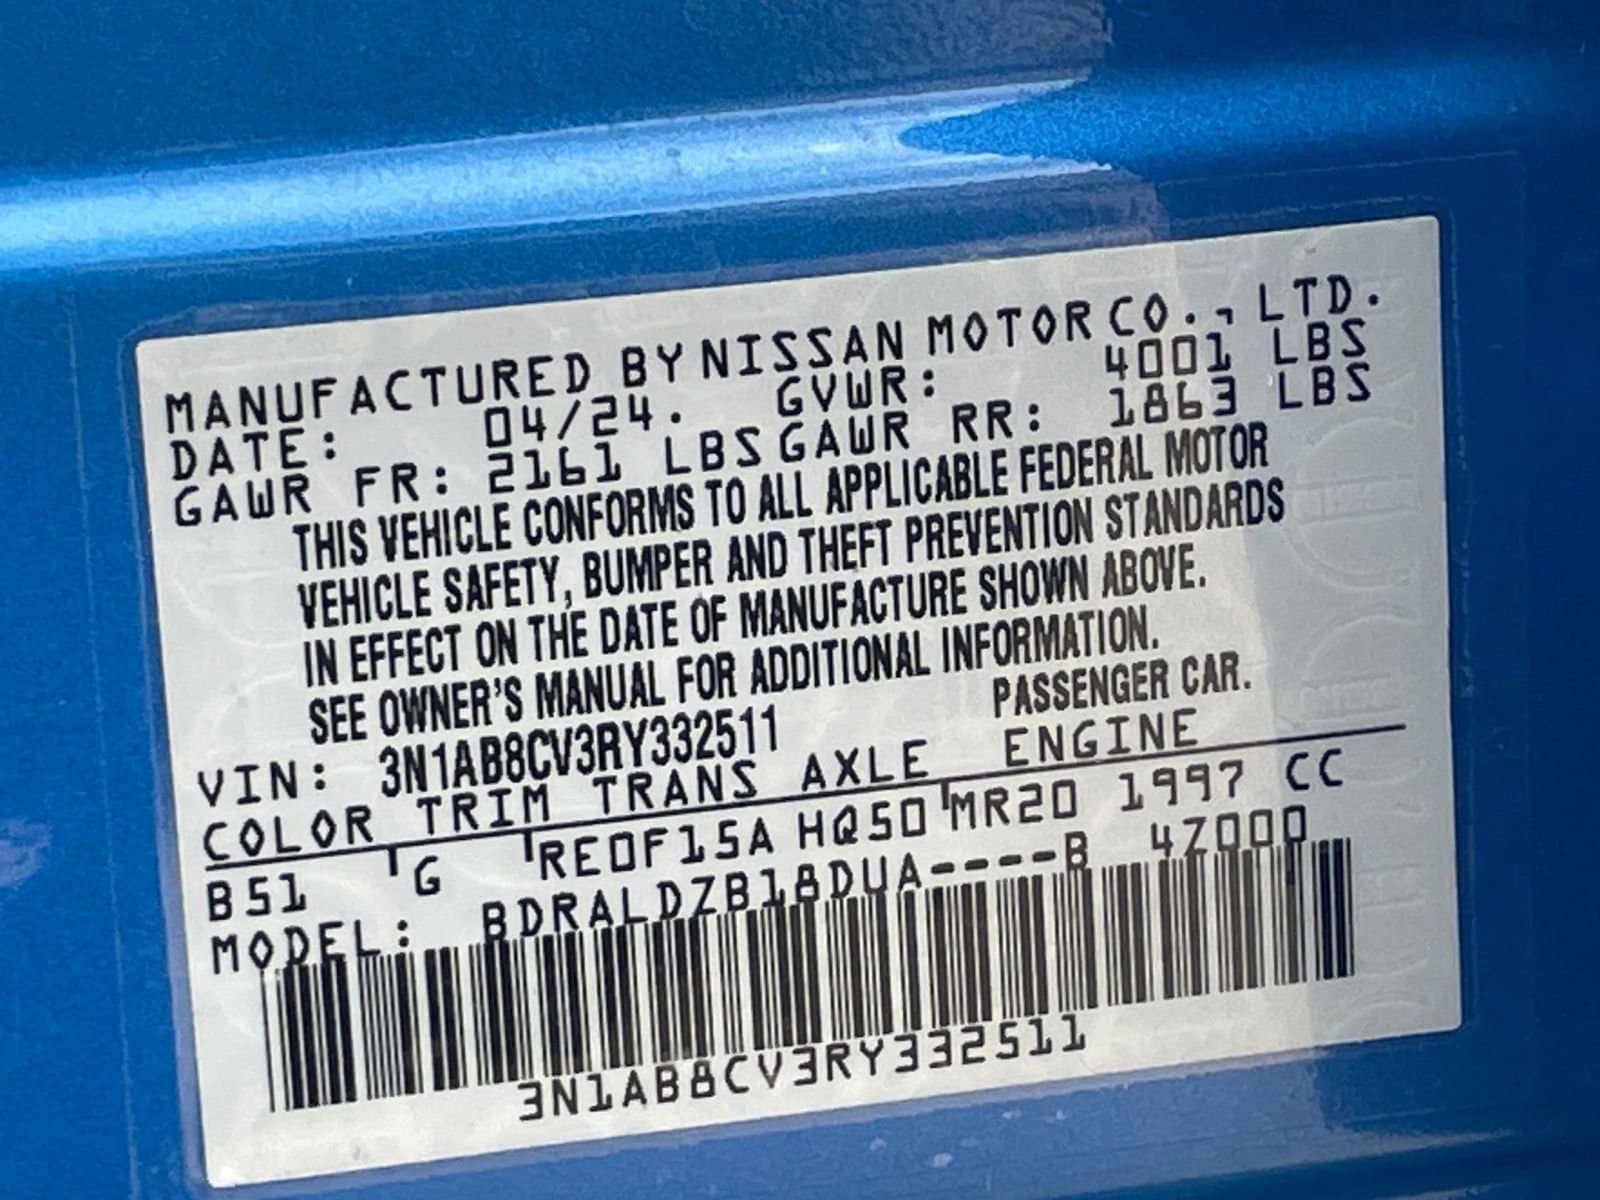 MANUFACTURED BY NISSAN MOTOR CO., LTD.
DATE: 04/24. GVWR: 4001 LBS
GAWR FR: 2161 LBS GAWR RR: 1863 LBS
THIS VEHICLE CONFORMS TO ALL APPLICABLE FEDERAL MOTOR
VEHICLE SAFETY, BUMPER AND THEFT PREVENTION STANDARDS
IN EFFECT ON THE DATE OF MANUFACTURE SHOWN ABOVE.
SEE OWNER'S MANUAL FOR ADDITIONAL INFORMATION.
VIN: 3N1AB8CV3RY332511 PASSENGER CAR.
COLOR TRIM TRANS AXLE ENGINE
B51 G RE0F15A HQ50 MR20 1997 CC
MODEL: BDRALDZB18DUA----B 4Z000
3N1AB8CV3RY332511